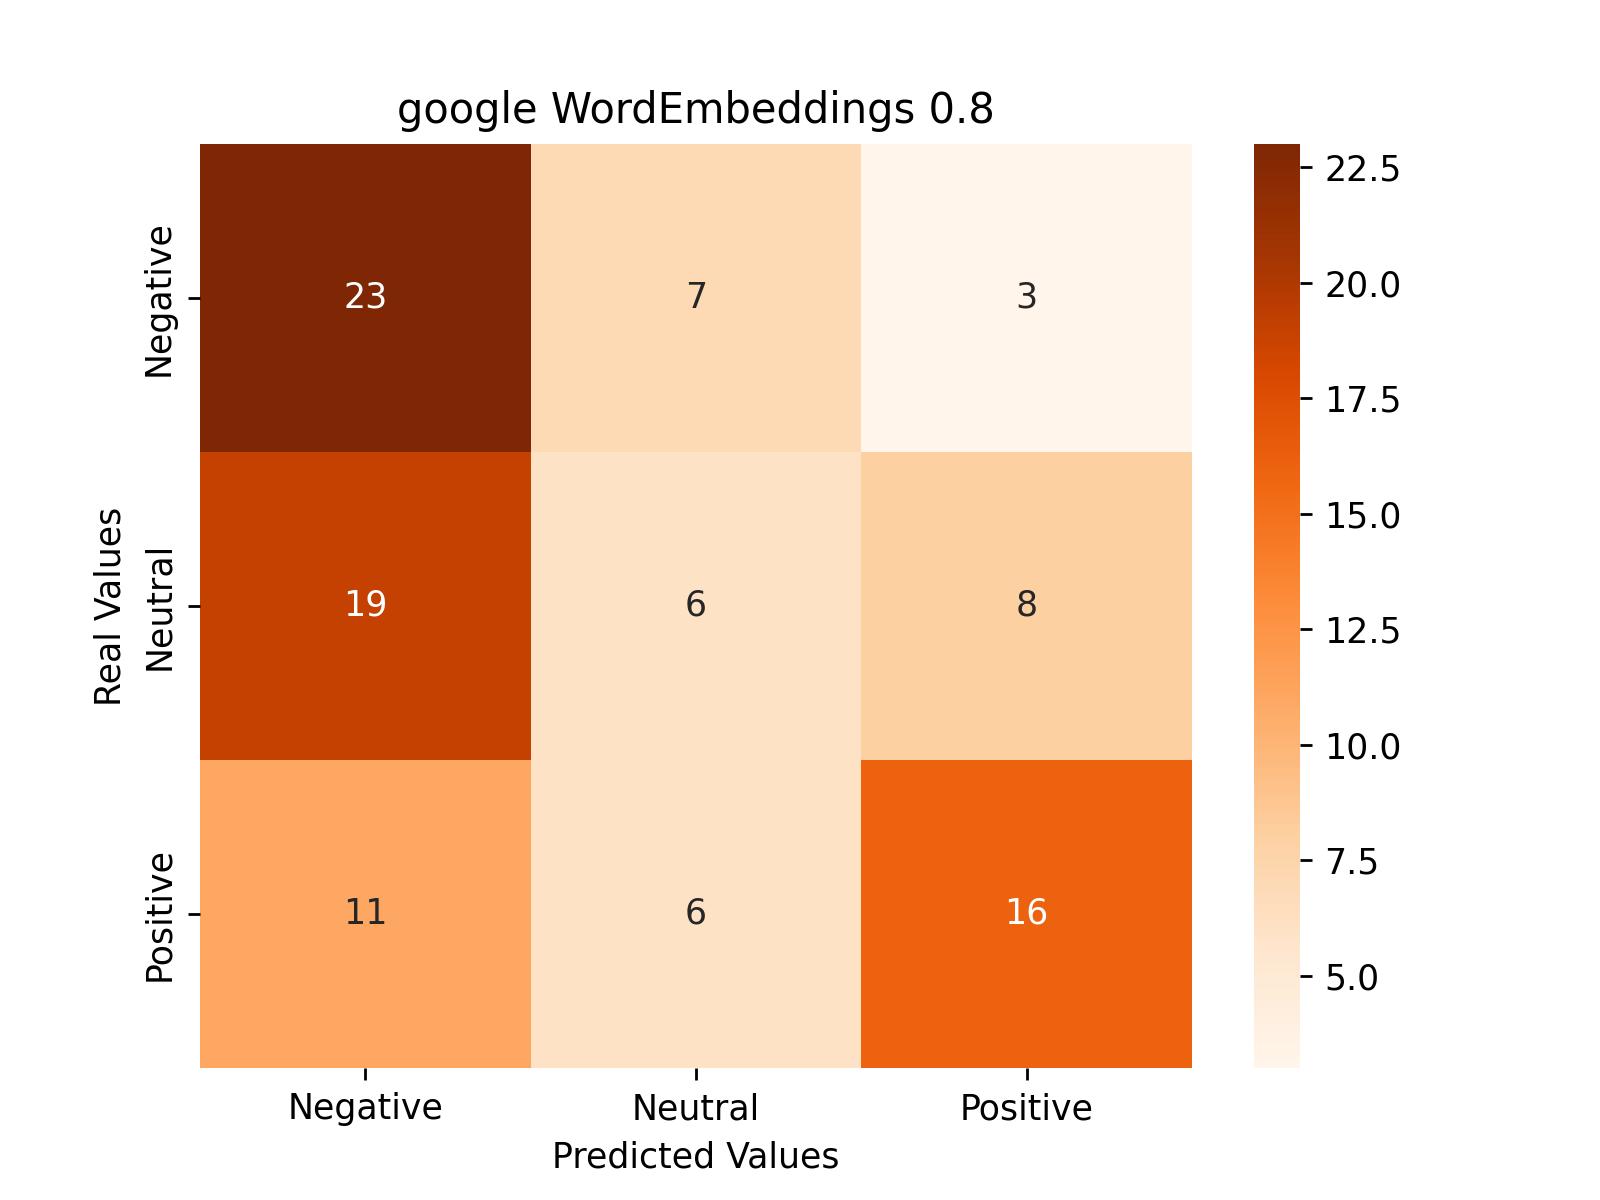 google WordEmbeddings 0.8
Real Values
Negative
23 7 3
Neutral
19 6 8
Positive
11 6 16
Negative Neutral Positive
Predicted Values
22.5
20.0
17.5
15.0
12.5
10.0
7.5
5.0